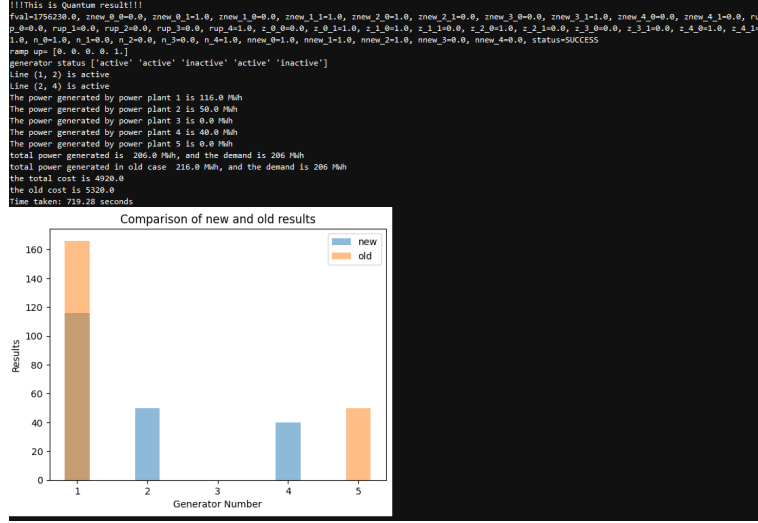 !!!This is Quantum result!!!
fval=1756230.0, znew_0_0=0.0, znew_0_1=1.0, znew_1_0=0.0, znew_1_1=1.0, znew_2_0=1.0, znew_2_1=0.0, znew_3_0=0.0, znew_3_1=1.0, znew_4_0=0.0, znew_4_1=0.0, ru
p_0=0.0, rup_1=0.0, rup_2=0.0, rup_3=0.0, rup_4=1.0, z_0_0=0.0, z_0_1=1.0, z_1_0=0.0, z_1_1=0.0, z_2_0=1.0, z_2_1=0.0, z_3_0=0.0, z_3_1=0.0, z_4_0=1.0, z_4_1=
1.0, n_0=1.0, n_1=0.0, n_2=0.0, n_3=0.0, n_4=1.0, nnew_0=1.0, nnew_1=1.0, nnew_2=1.0, nnew_3=0.0, nnew_4=0.0, status=SUCCESS
ramp up= [0. 0. 0. 0. 1.]
generator status ['active' 'active' 'inactive' 'active' 'inactive']
Line (1, 2) is active
Line (2, 4) is active
The power generated by power plant 1 is 116.0 MWh
The power generated by power plant 2 is 50.0 MWh
The power generated by power plant 3 is 0.0 MWh
The power generated by power plant 4 is 40.0 MWh
The power generated by power plant 5 is 0.0 MWh
total power generated is  206.0 MWh, and the demand is 206 MWh
total power generated in old case  216.0 MWh, and the demand is 206 MWh
the total cost is 4920.0
the old cost is 5320.0
Time taken: 719.28 seconds
Comparison of new and old results
new
old
160
140
120
100
80
60
40
20
0
Results
1 2 3 4 5
Generator Number